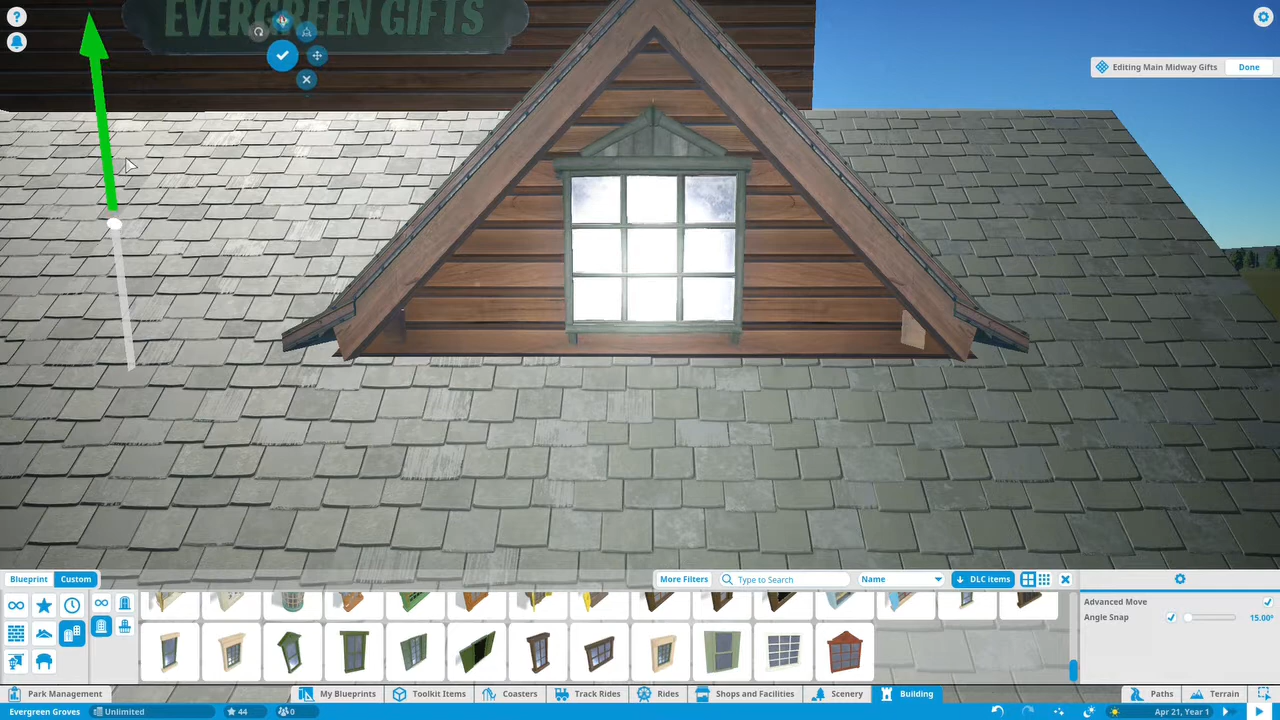 EVERGREEN GIFTS
Editing Main Midway Gifts
Done
Blueprint
Custom
More Filters
Type to Search
Name
DLC items
Advanced Move
Angle Snap
15.00°
Park Management
My Blueprints
Toolkit Items
Coasters
Track Rides
Rides
Shops and Facilities
Scenery
Building
Paths
Terrain
Evergreen Groves
Unlimited
44
0
Apr 21, Year 1